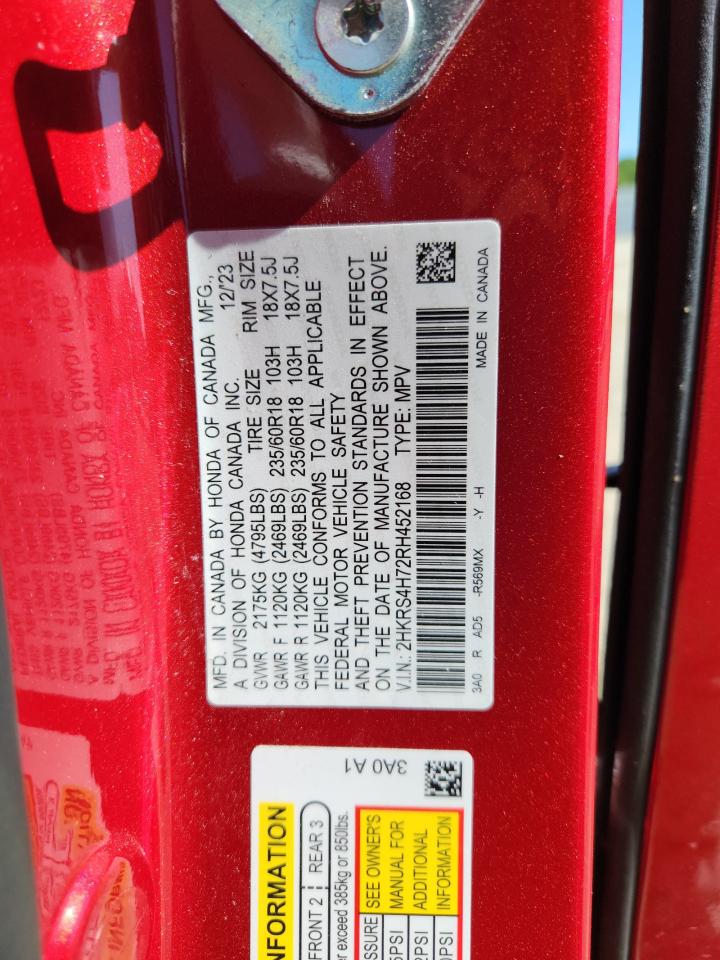 MFD. IN CANADA BY HONDA OF CANADA MFG.,
A DIVISION OF HONDA CANADA INC. 12/23
GVWR 2175KG (4795LBS) TIRE SIZE RIM SIZE
GAWR F 1120KG (2469LBS) 235/60R18 103H 18X7.5J
GAWR R 1120KG (2469LBS) 235/60R18 103H 18X7.5J
THIS VEHICLE CONFORMS TO ALL APPLICABLE
FEDERAL MOTOR VEHICLE SAFETY
AND THEFT PREVENTION STANDARDS IN EFFECT
ON THE DATE OF MANUFACTURE SHOWN ABOVE.
V.I.N.: 2HKRS4H72RH452168 TYPE: MPV
3A0 R AD5 -R569MX -Y -H MADE IN CANADA
3A0 A1
FRONT 2 REAR 3
exceed 385kg or 850lbs.
SEE OWNER'S
MANUAL FOR
ADDITIONAL
INFORMATION